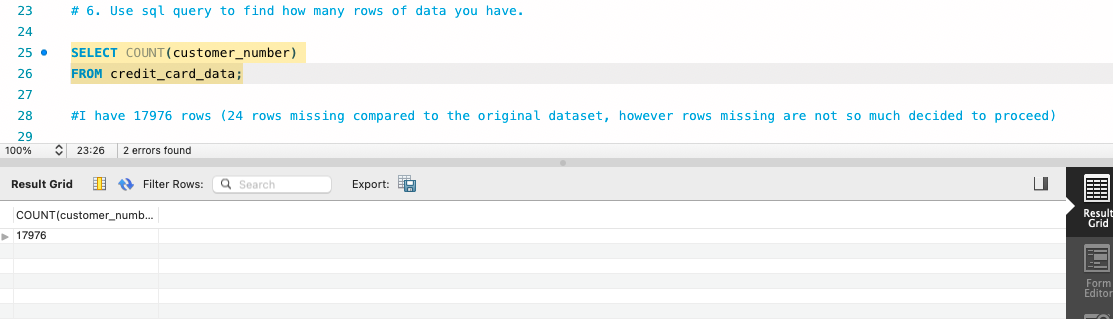 23 # 6. Use sql query to find how many rows of data you have.
24
25 SELECT COUNT(customer_number)
26 FROM credit_card_data;
27
28 #I have 17976 rows (24 rows missing compared to the original dataset, however rows missing are not so much decided to proceed)
29
100% 23:26 2 errors found
Result Grid Filter Rows: Search Export:
Result
Grid
COUNT(customer_numb...
17976
Form
Editor